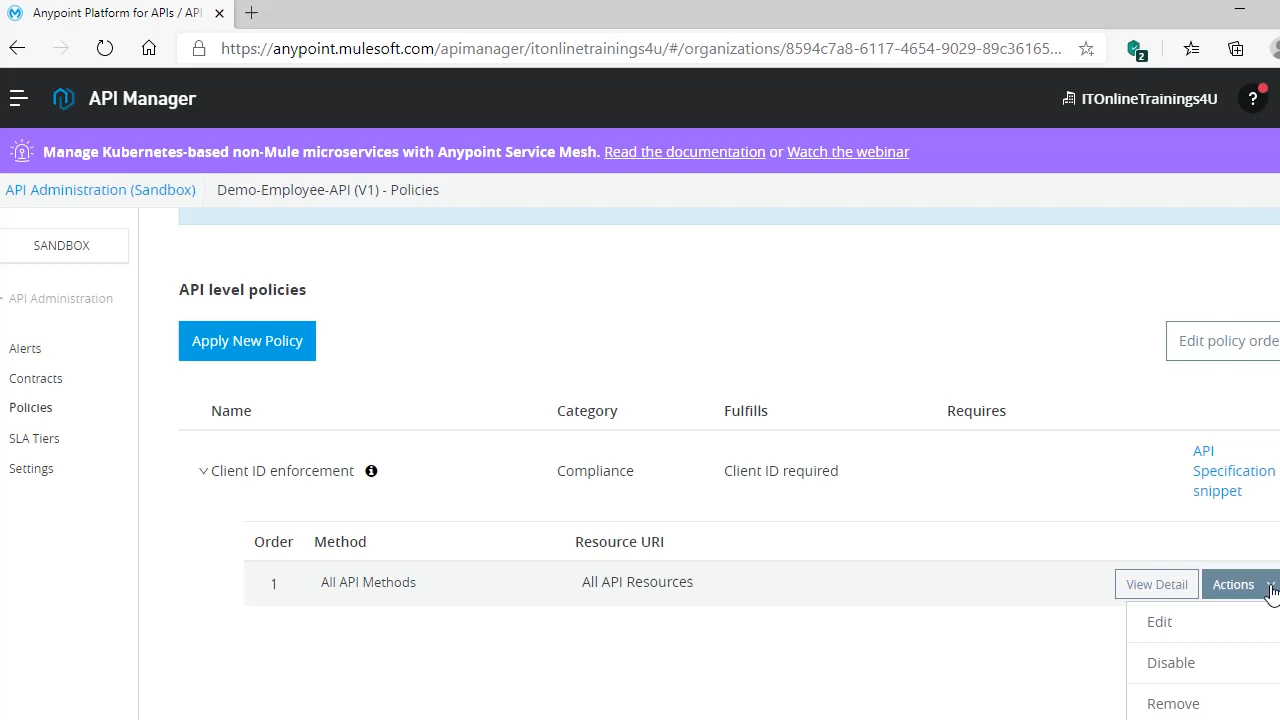 Anypoint Platform for APIs / API
https://anypoint.mulesoft.com/apimanager/itonlinetrainings4u/#/organizations/8594c7a8-6117-4654-9029-89c36165...
2
API Manager
ITOnlineTrainings4U
?
Manage Kubernetes-based non-Mule microservices with Anypoint Service Mesh. Read the documentation or Watch the webinar
API Administration (Sandbox)
Demo-Employee-API (V1) - Policies
SANDBOX
API Administration
Alerts
Contracts
Policies
SLA Tiers
Settings
API level policies
Apply New Policy
Edit policy orde
Name Category Fulfills Requires
Client ID enforcement Compliance Client ID required
API
Specification
snippet
Order Method Resource URI
1 All API Methods All API Resources View Detail Actions
Edit
Disable
Remove